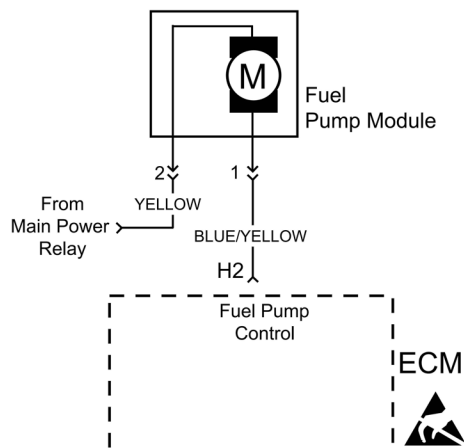 M
Fuel
Pump Module
2
1
From
Main Power
Relay
YELLOW
BLUE/YELLOW
H2
Fuel Pump
Control
ECM